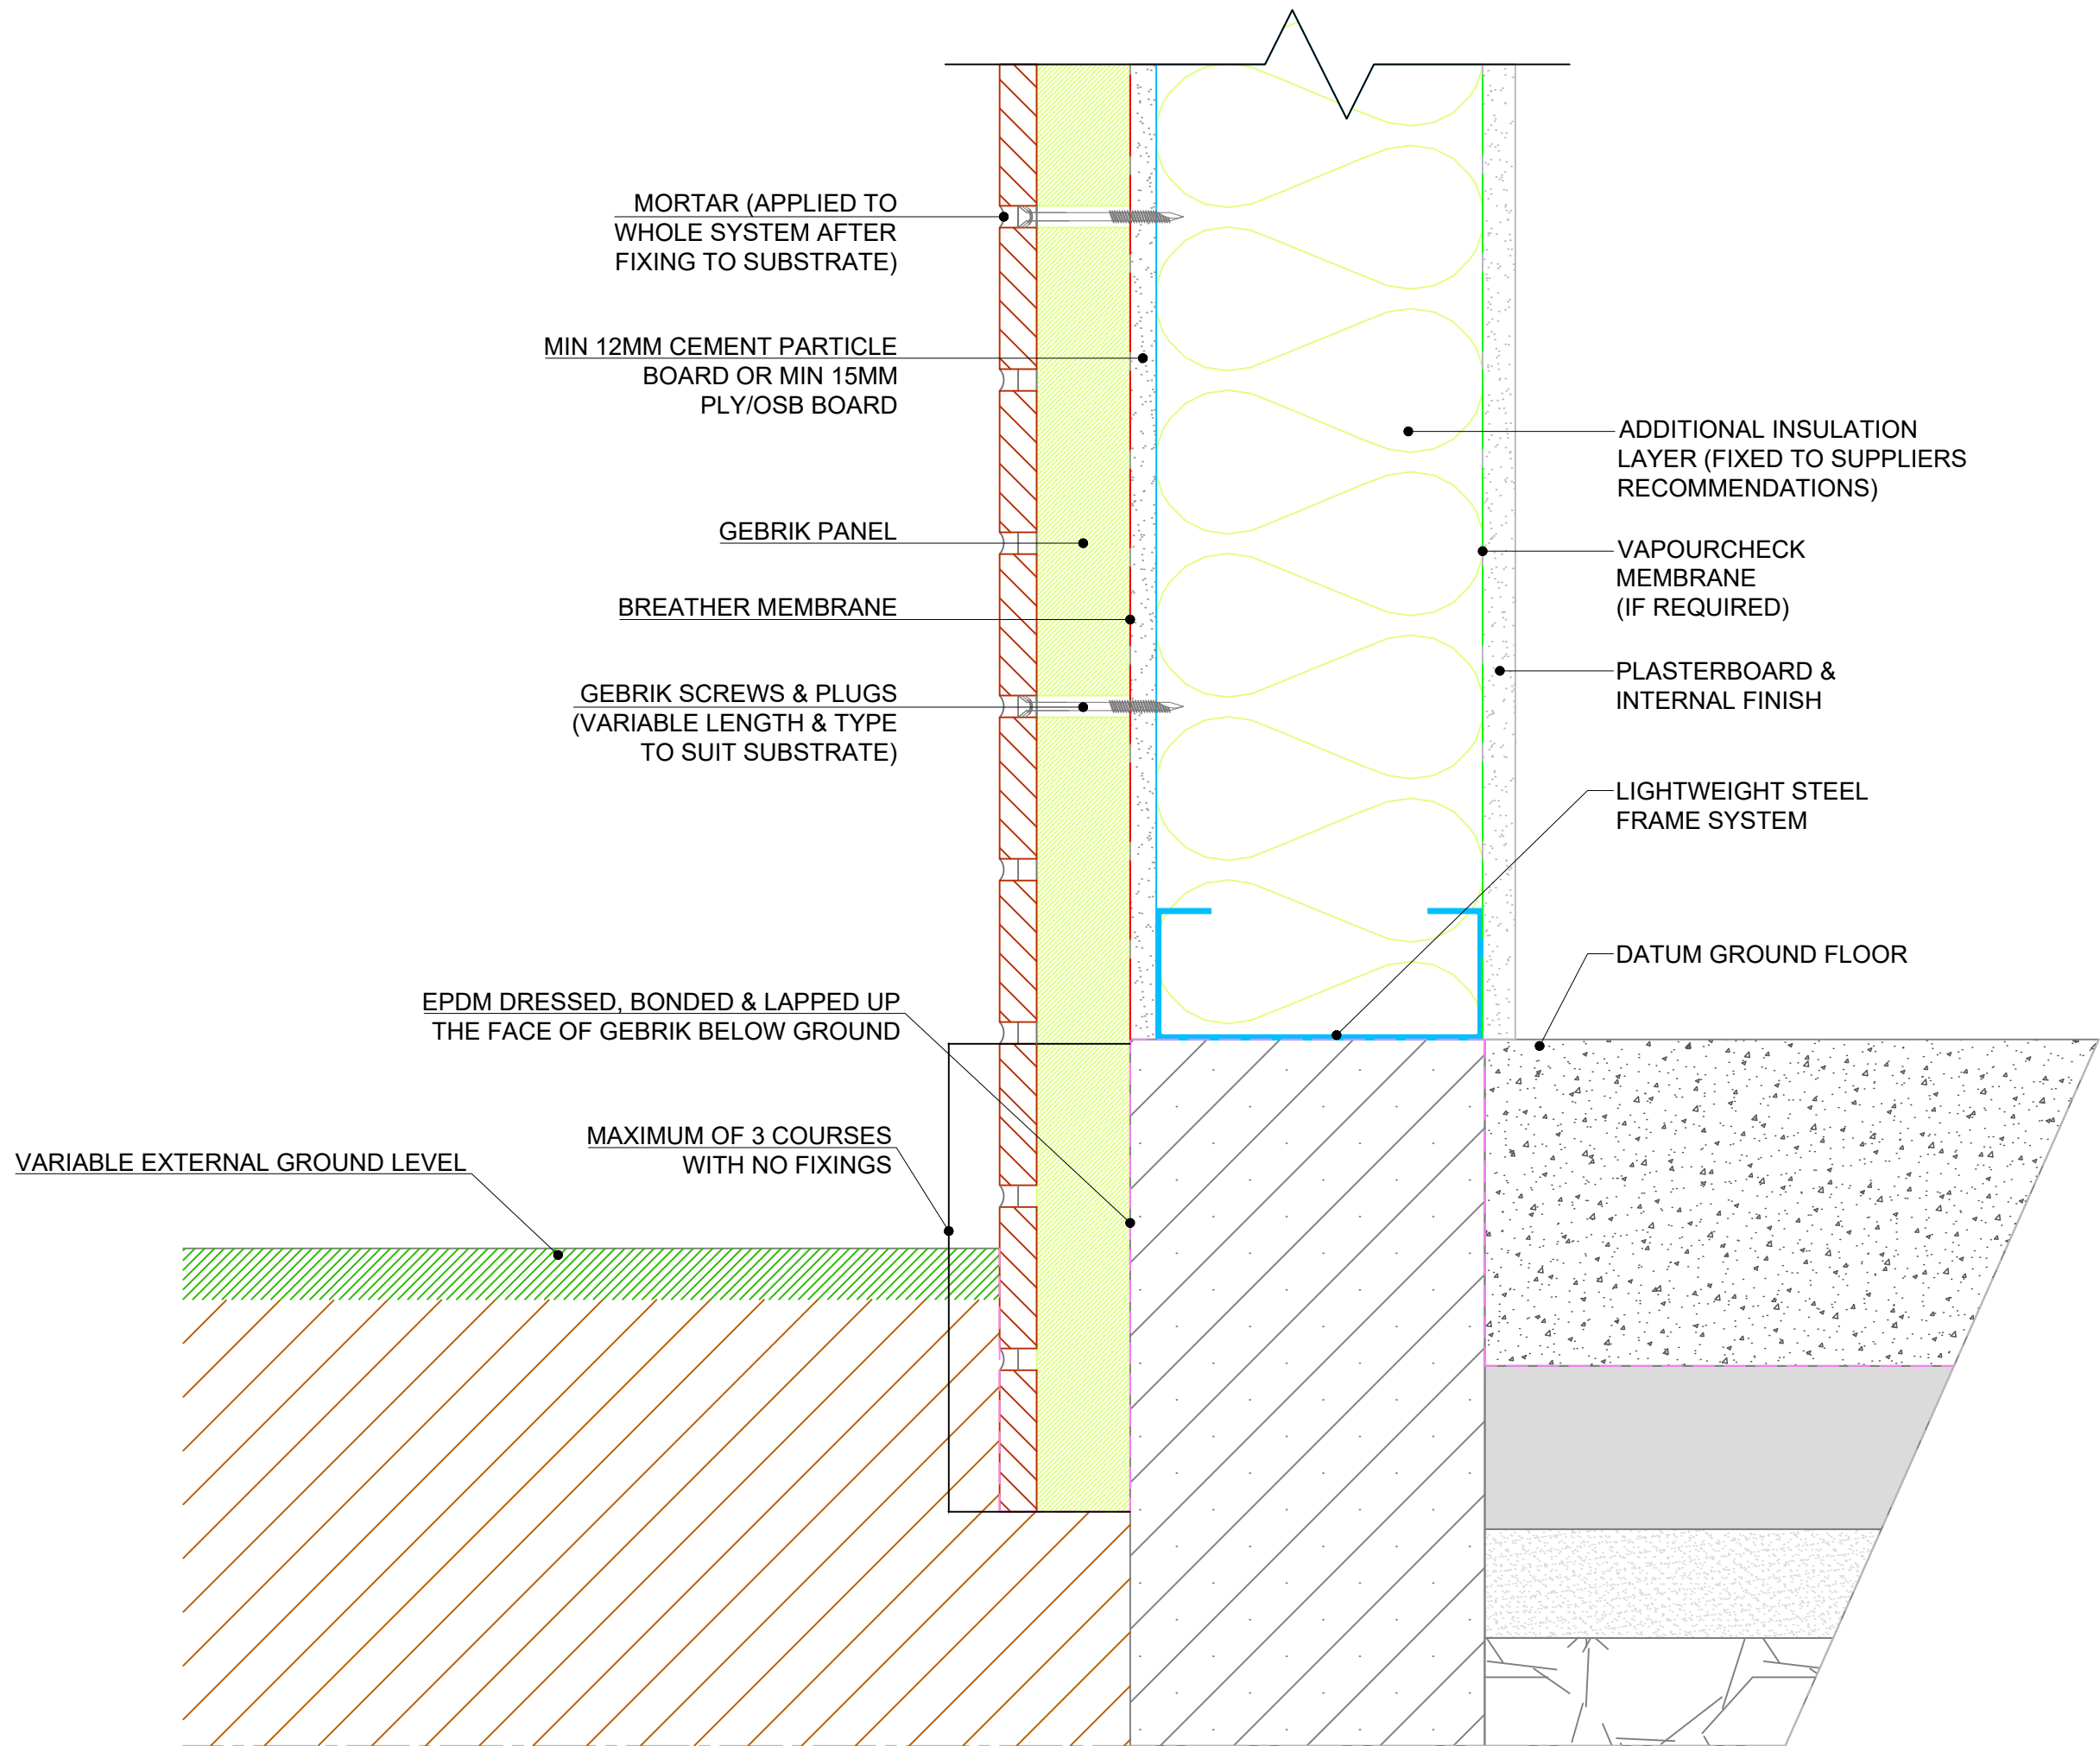 MORTAR (APPLIED TO
WHOLE SYSTEM AFTER
FIXING TO SUBSTRATE)
MIN 12MM CEMENT PARTICLE
BOARD OR MIN 15MM
PLY/OSB BOARD
GEBRIK PANEL
BREATHER MEMBRANE
GEBRIK SCREWS & PLUGS
(VARIABLE LENGTH & TYPE
TO SUIT SUBSTRATE)
EPDM DRESSED, BONDED & LAPPED UP
THE FACE OF GEBRIK BELOW GROUND
MAXIMUM OF 3 COURSES
WITH NO FIXINGS
VARIABLE EXTERNAL GROUND LEVEL
ADDITIONAL INSULATION
LAYER (FIXED TO SUPPLIERS
RECOMMENDATIONS)
VAPOURCHECK
MEMBRANE
(IF REQUIRED)
PLASTERBOARD &
INTERNAL FINISH
LIGHTWEIGHT STEEL
FRAME SYSTEM
DATUM GROUND FLOOR